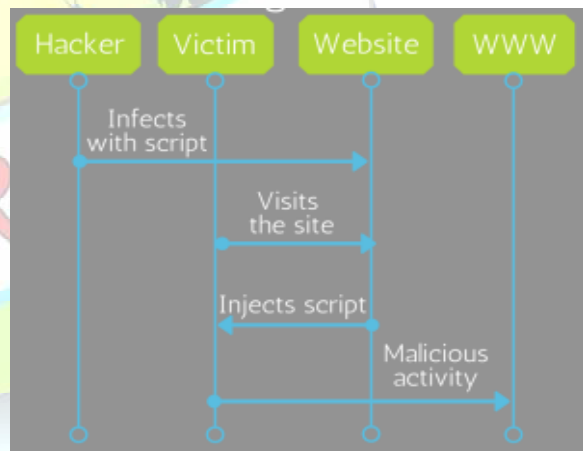 Hacker Victim Website WWW
Infects
with script
Visits
the site
Injects script
Malicious
activity